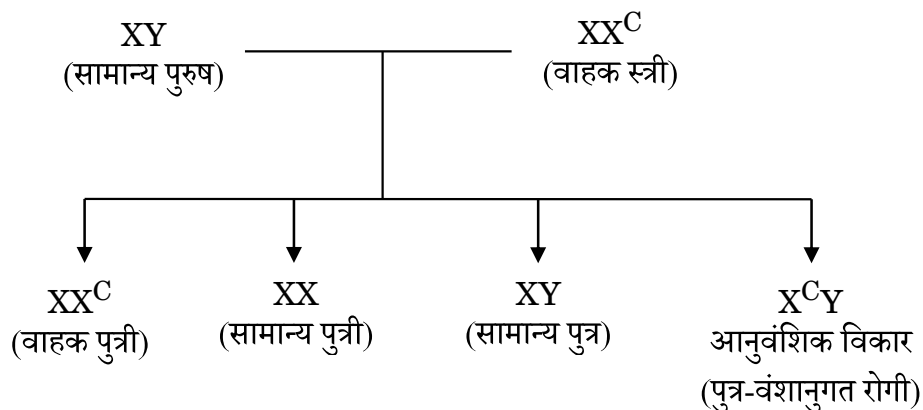 XY
(सामान्य पुरुष)
XX^C
(वाहक स्त्री)
XX^C
(वाहक पुत्री)
XX
(सामान्य पुत्री)
XY
(सामान्य पुत्र)
X^CY
आनुवंशिक विकार
(पुत्र-वंशानुगत रोगी)